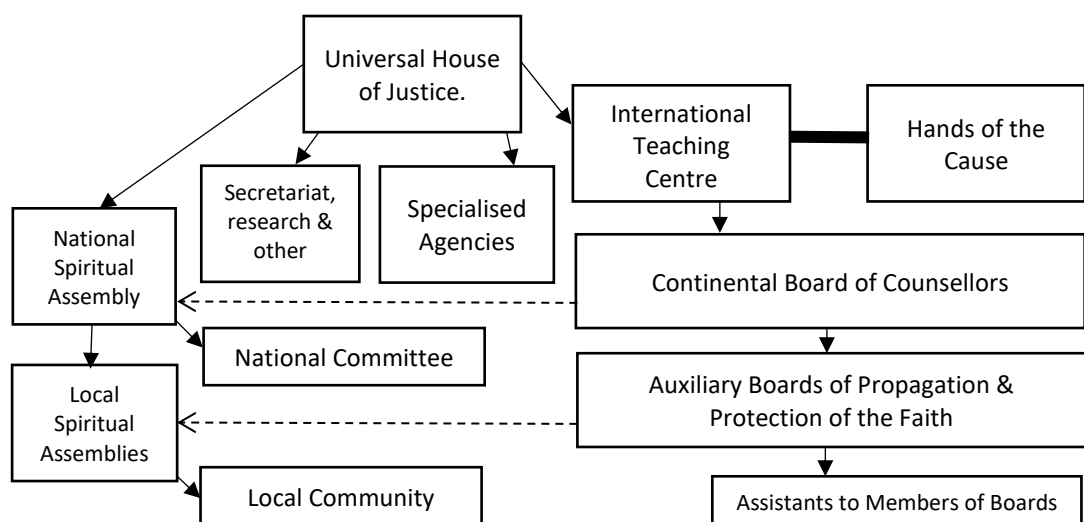 Universal House
of Justice.
International
Teaching
Centre
Hands of the
Cause
Secretariat,
research &
other
Specialised
Agencies
National
Spiritual
Assembly
Continental Board of Counsellors
National Committee
Local
Spiritual
Assemblies
Auxiliary Boards of Propagation &
Protection of the Faith
Local Community
Assistants to Members of Boards